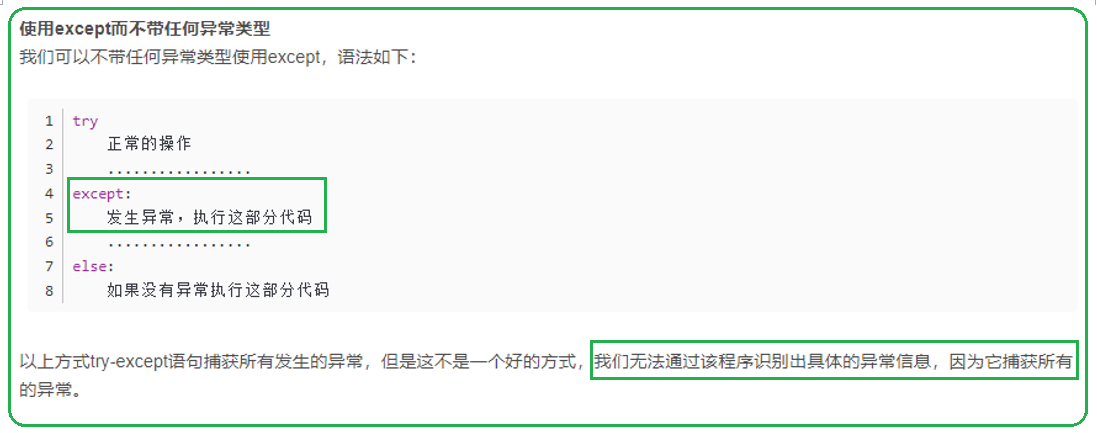 使用except而不带任何异常类型
我们可以不带任何异常类型使用except，语法如下：
1 try
2 正常的操作
3 .................
4 except:
5 发生异常，执行这部分代码
6 .................
7 else:
8 如果没有异常执行这部分代码
以上方式try-except语句捕获所有发生的异常，但是这不是一个好的方式，我们无法通过该程序识别出具体的异常信息，因为它捕获所有
的异常。